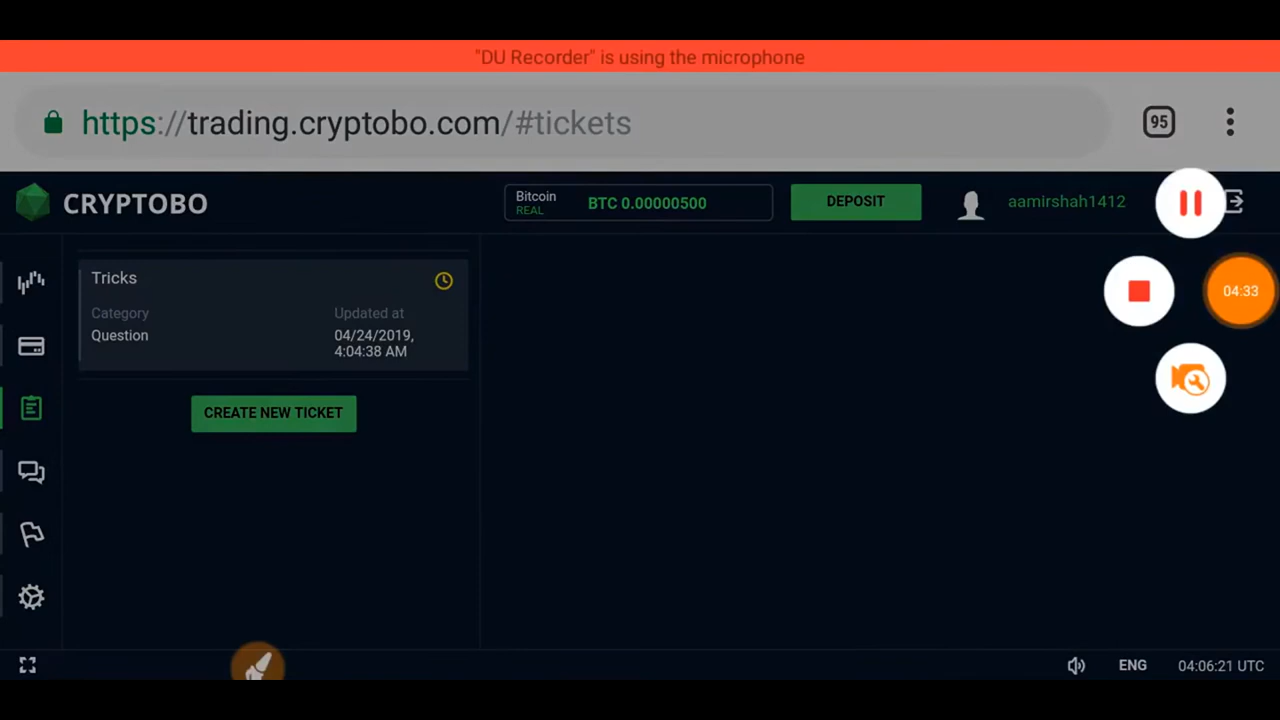 "DU Recorder" is using the microphone
https://trading.cryptobo.com/#tickets
95
CRYPTOBO
Bitcoin
REAL
BTC 0.00000500
DEPOSIT
aamirshah1412
Tricks
Category
Updated at
Question
04/24/2019,
4:04:38 AM
04:33
CREATE NEW TICKET
ENG
04:06:21 UTC